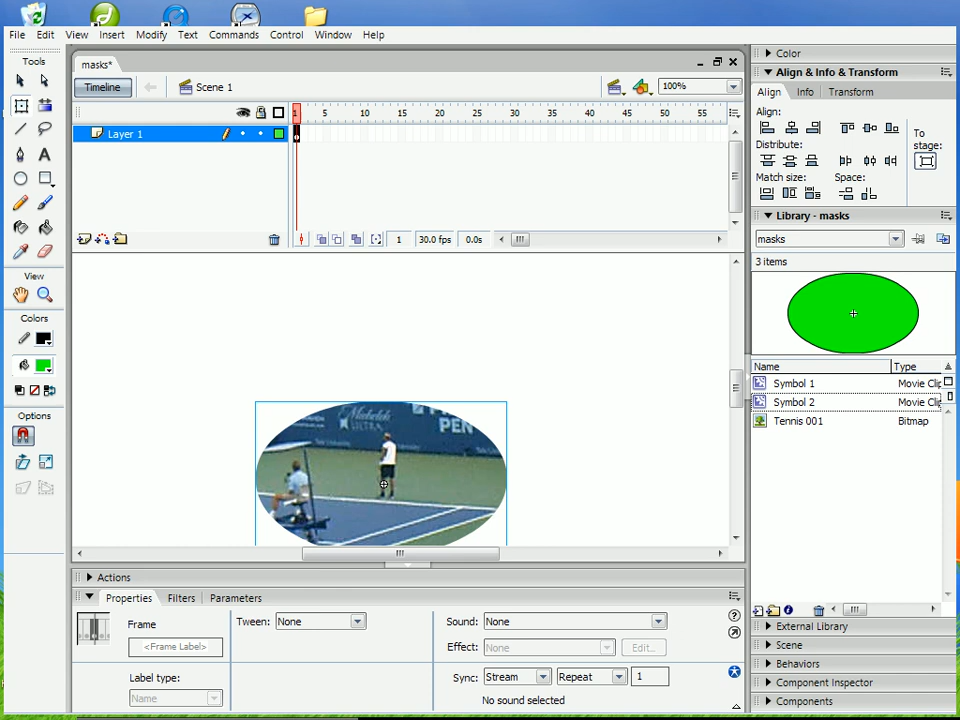 File Edit View Insert Modify Text Commands Control Window Help
Tools
masks*
Timeline
Scene 1
100%
1 5 10 15 20 25 30 35 40 45 50 55
Layer 1
1 30.0 fps 0.0s
View
Colors
Options
Color
Align & Info & Transform
Align Info Transform
Align:
To
stage:
Distribute:
Match size: Space:
Library - masks
masks
3 items
Name Type
Symbol 1 Movie Clip
Symbol 2 Movie
Tennis 001 Bitmap
Michelob
ULTRA
PEN
Actions
Properties Filters Parameters
Frame
<Frame Label>
Label type:
Name
Tween: None
Sound: None
Effect: None Edit...
Sync: Stream Repeat 1
No sound selected
External Library
Scene
Behaviors
Component Inspector
Components